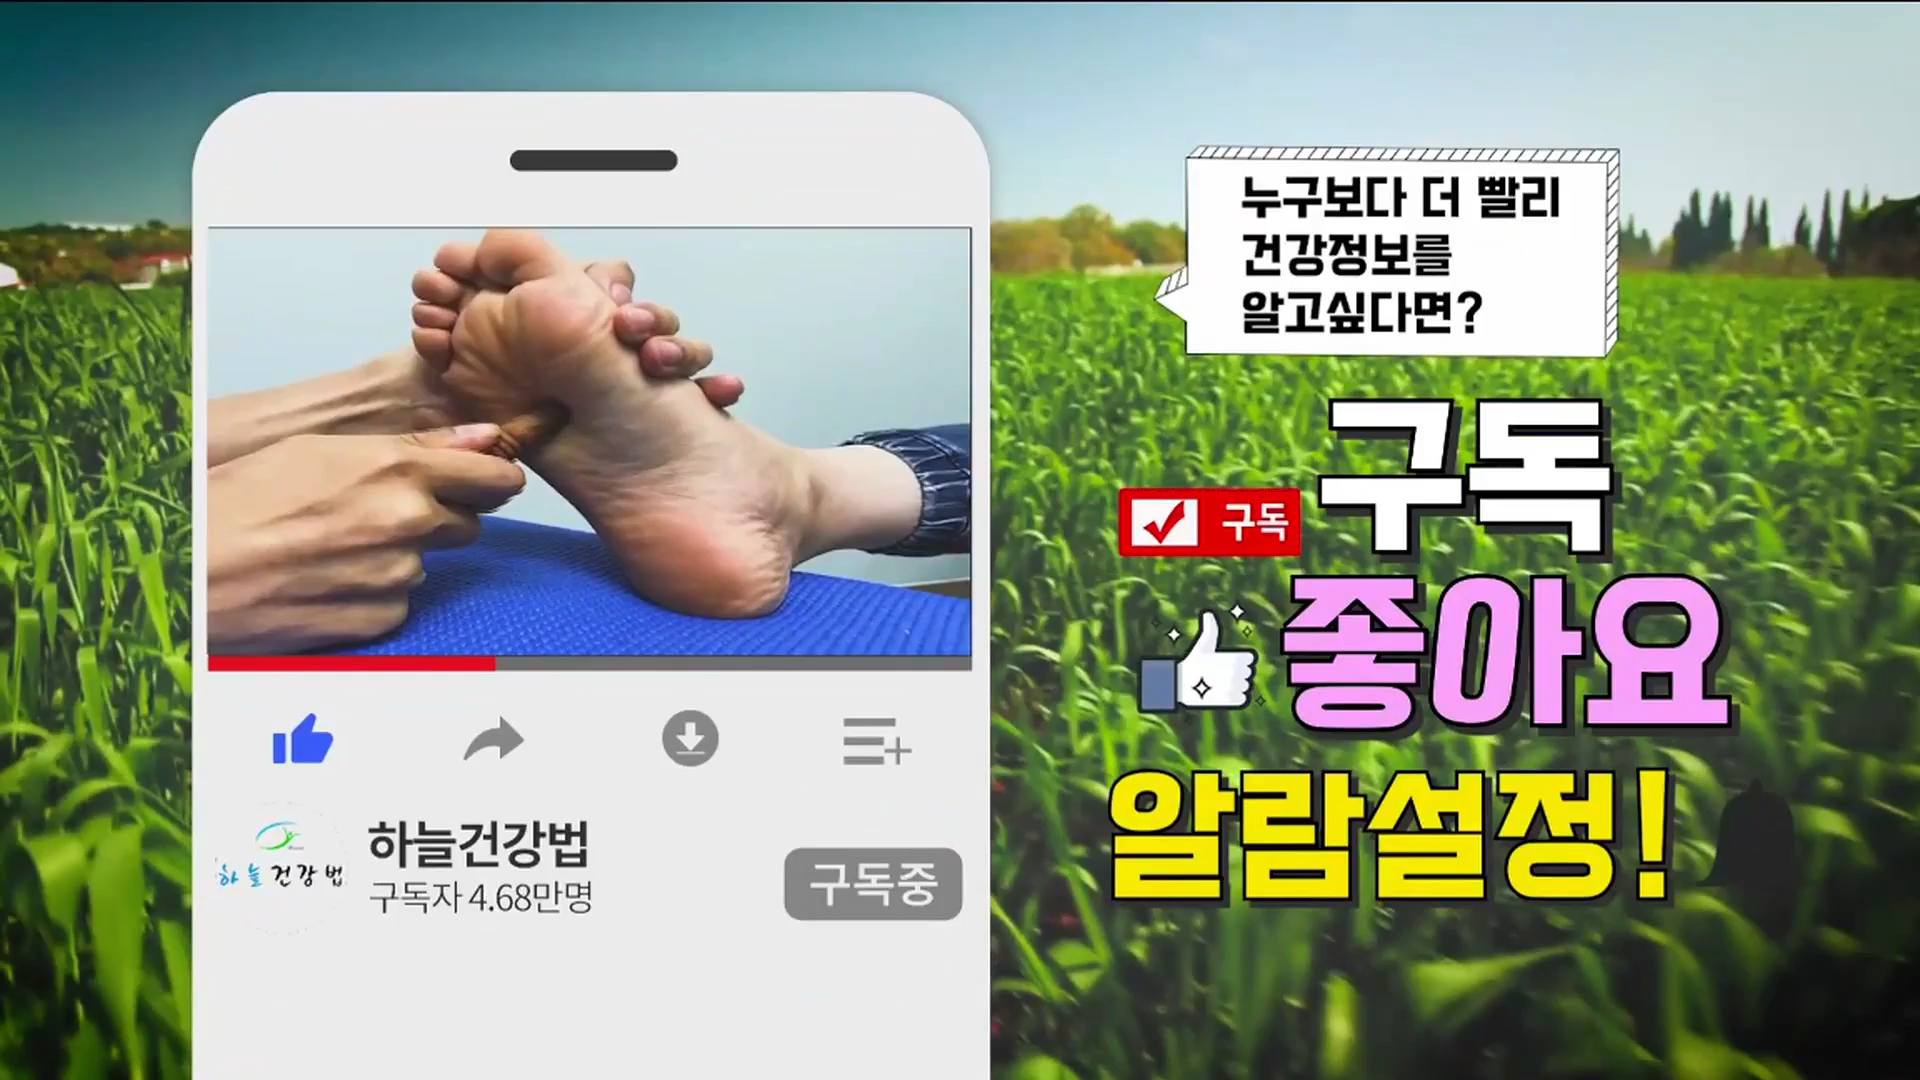 누구보다 더 빨리
건강정보를
알고싶다면?
구독
구독
좋아요
알람설정!
하늘건강법
하늘건강법
구독자 4.68만명
구독중